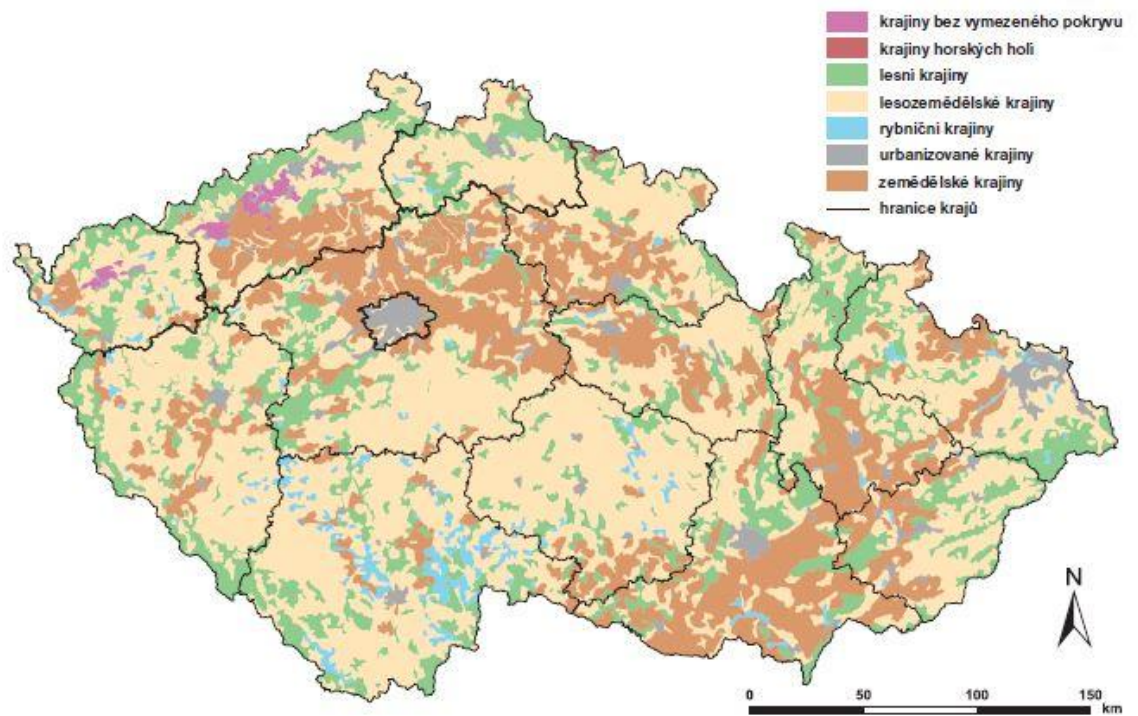 krajiny bez vymezeného pokryvu
krajiny horských holí
lesní krajiny
lesozemědělské krajiny
rybniční krajiny
urbanizované krajiny
zemědělské krajiny
hranice krajů
N
0 50 100 150
km